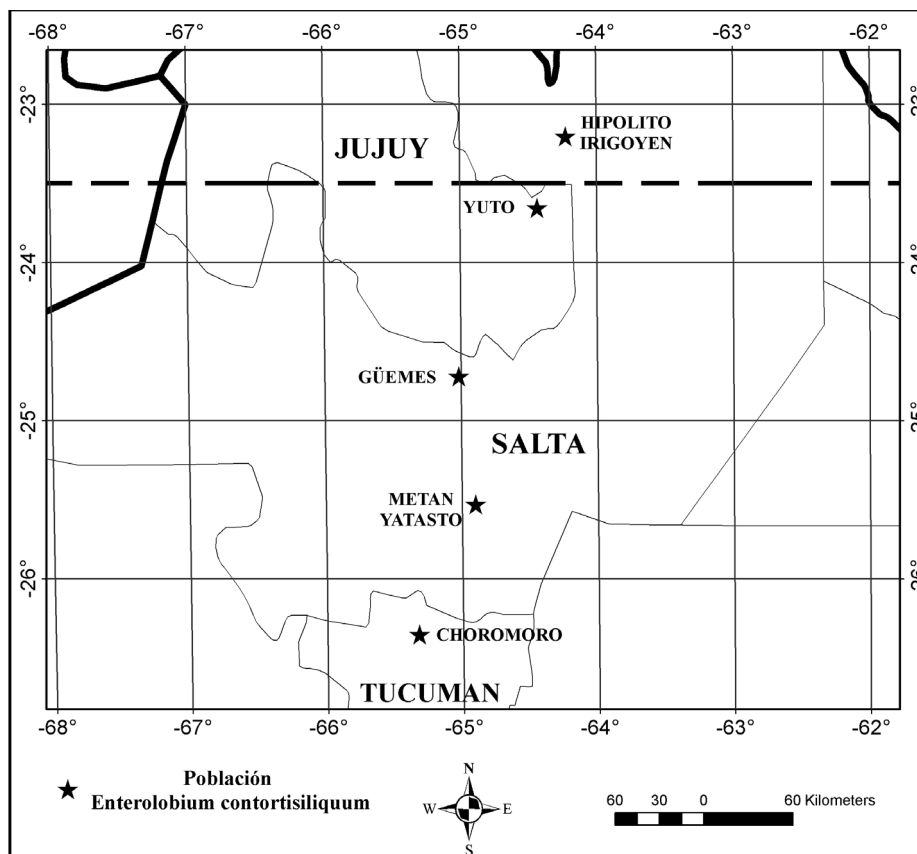 -68° -67° -66° -65° -64° -63° -62°
-23° -23°
HIPOLITO
IRIGOYEN
JUJUY
YUTO
-24° -24°
GÜEMES
-25° -25°
SALTA
METAN
YATASTO
-26° -26°
CHOROMORO
TUCUMAN
-68° -67° -66° -65° -64° -63° -62°
Población
Enterolobium contortisiliquum
N
W E
S
60 30 0 60 Kilometers